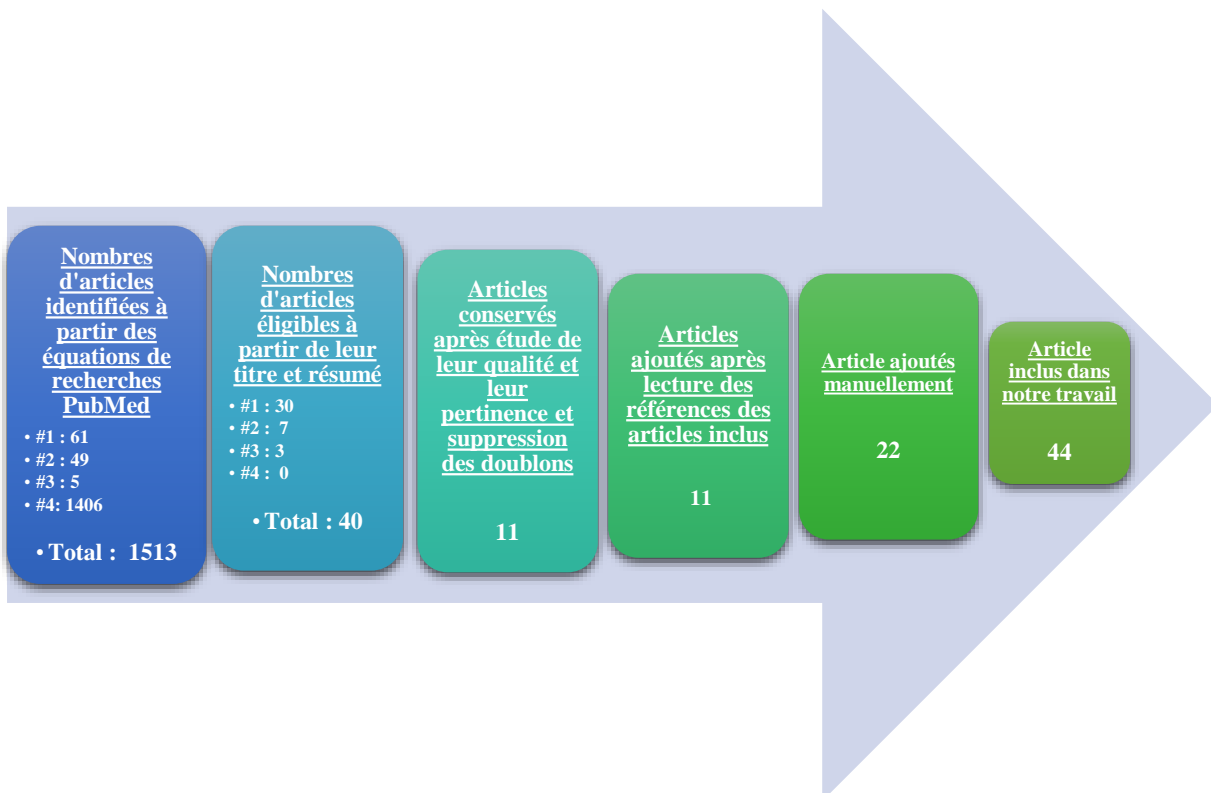 Nombres
d'articles
identifiées à
partir des
équations de
recherches
PubMed
• #1 : 61
• #2 : 49
• #3 : 5
• #4: 1406
• Total : 1513
Nombres
d'articles
éligibles à
partir de leur
titre et résumé
• #1 : 30
• #2 : 7
• #3 : 3
• #4 : 0
• Total : 40
Articles
conservés
après étude de
leur qualité et
leur
pertinence et
suppression
des doublons
11
Articles
ajoutés après
lecture des
références des
articles inclus
11
Article ajoutés
manuellement
22
Article
inclus dans
notre travail
44